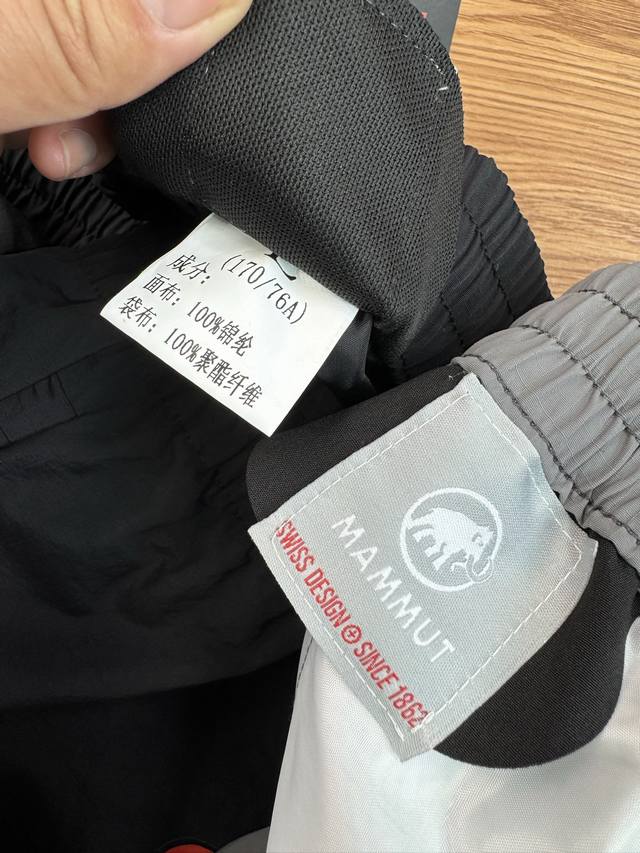 (170/76A)
成分:
面布: 100%锦纶
袋布: 100%聚酯纤维
MAMMUT
SWISS DESIGN SINCE 1862